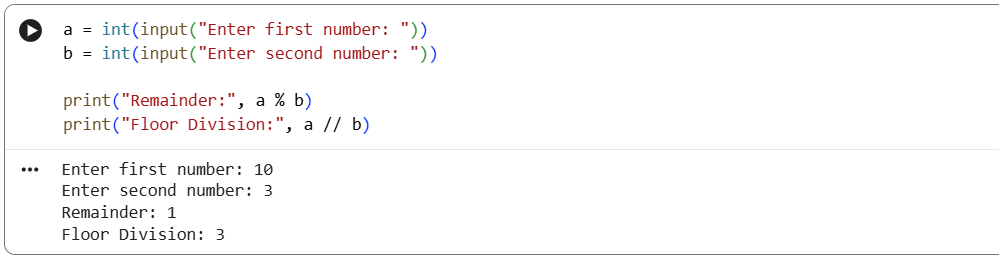 a = int(input("Enter first number: "))
b = int(input("Enter second number: "))
print("Remainder:", a % b)
print("Floor Division:", a // b)
Enter first number: 10
Enter second number: 3
Remainder: 1
Floor Division: 3